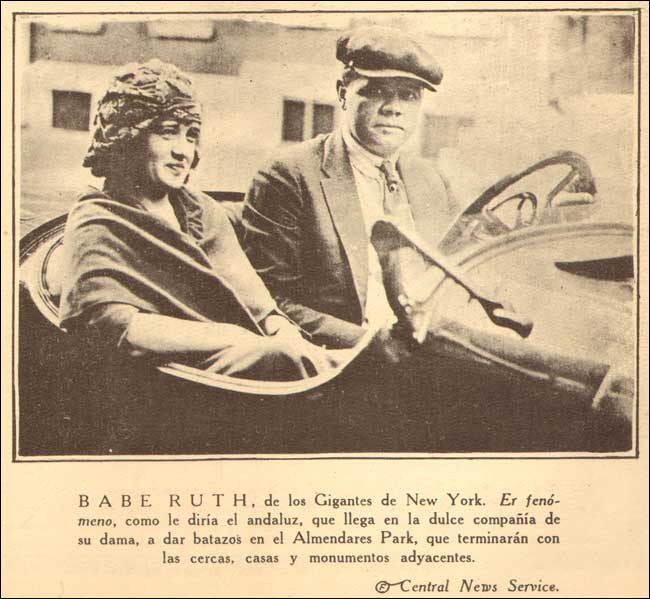 BABE RUTH, de los Gigantes de New York. Er fenó-
meno, como le diría el andaluz, que llega en la dulce compañía de
su dama, a dar batazos en el Almendares Park, que terminarán con
las cercas, casas y monumentos adyacentes.
Ⓕ Central News Service.